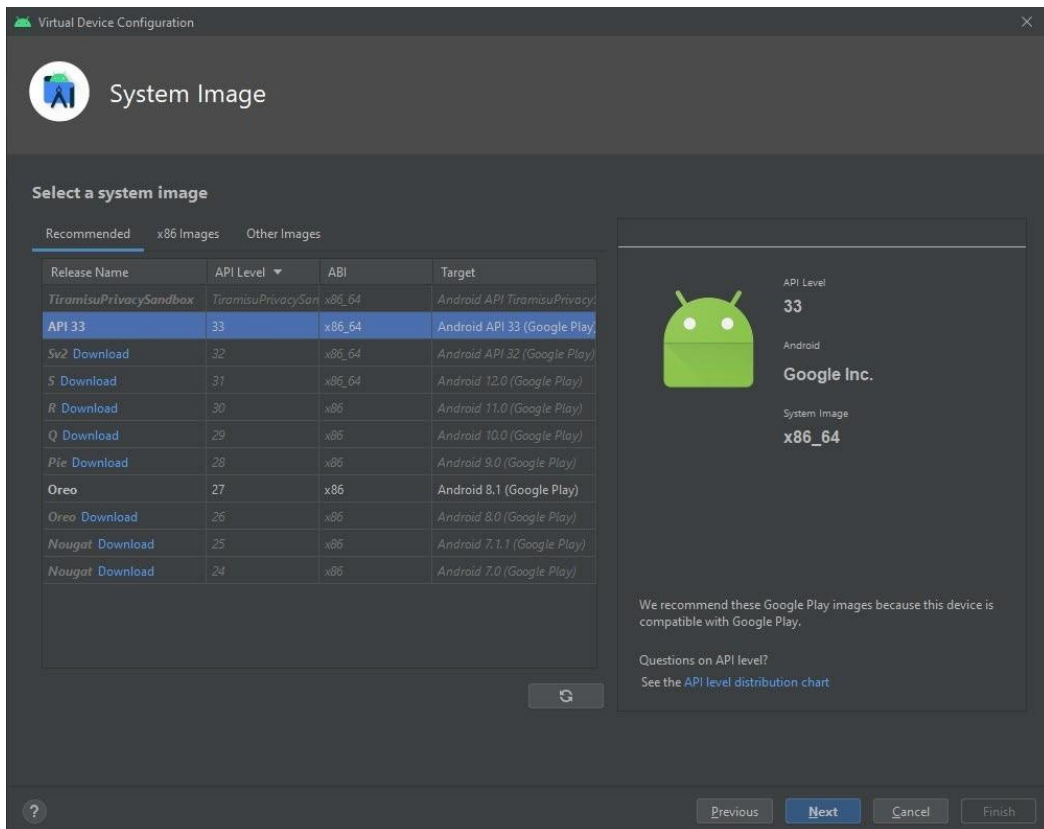 Virtual Device Configuration
System Image
Select a system image
Recommended x86 Images Other Images
Release Name API Level ABI Target
TiramisuPrivacySandbox TiramisuPrivacySan x86_64 Android API TiramisuPrivacy
API 33 33 x86_64 Android API 33 (Google Play)
Sv2 Download 32 x86_64 Android API 32 (Google Play)
S Download 31 x86_64 Android 12.0 (Google Play)
R Download 30 x86 Android 11.0 (Google Play)
Q Download 29 x86 Android 10.0 (Google Play)
Pie Download 28 x86 Android 9.0 (Google Play)
Oreo 27 x86 Android 8.1 (Google Play)
Oreo Download 26 x86 Android 8.0 (Google Play)
Nougat Download 25 x86 Android 7.1.1 (Google Play)
Nougat Download 24 x86 Android 7.0 (Google Play)
API Level
33
Android
Google Inc.
System Image
x86_64
We recommend these Google Play images because this device is
compatible with Google Play.
Questions on API level?
See the API level distribution chart
? Previous Next Cancel Finish